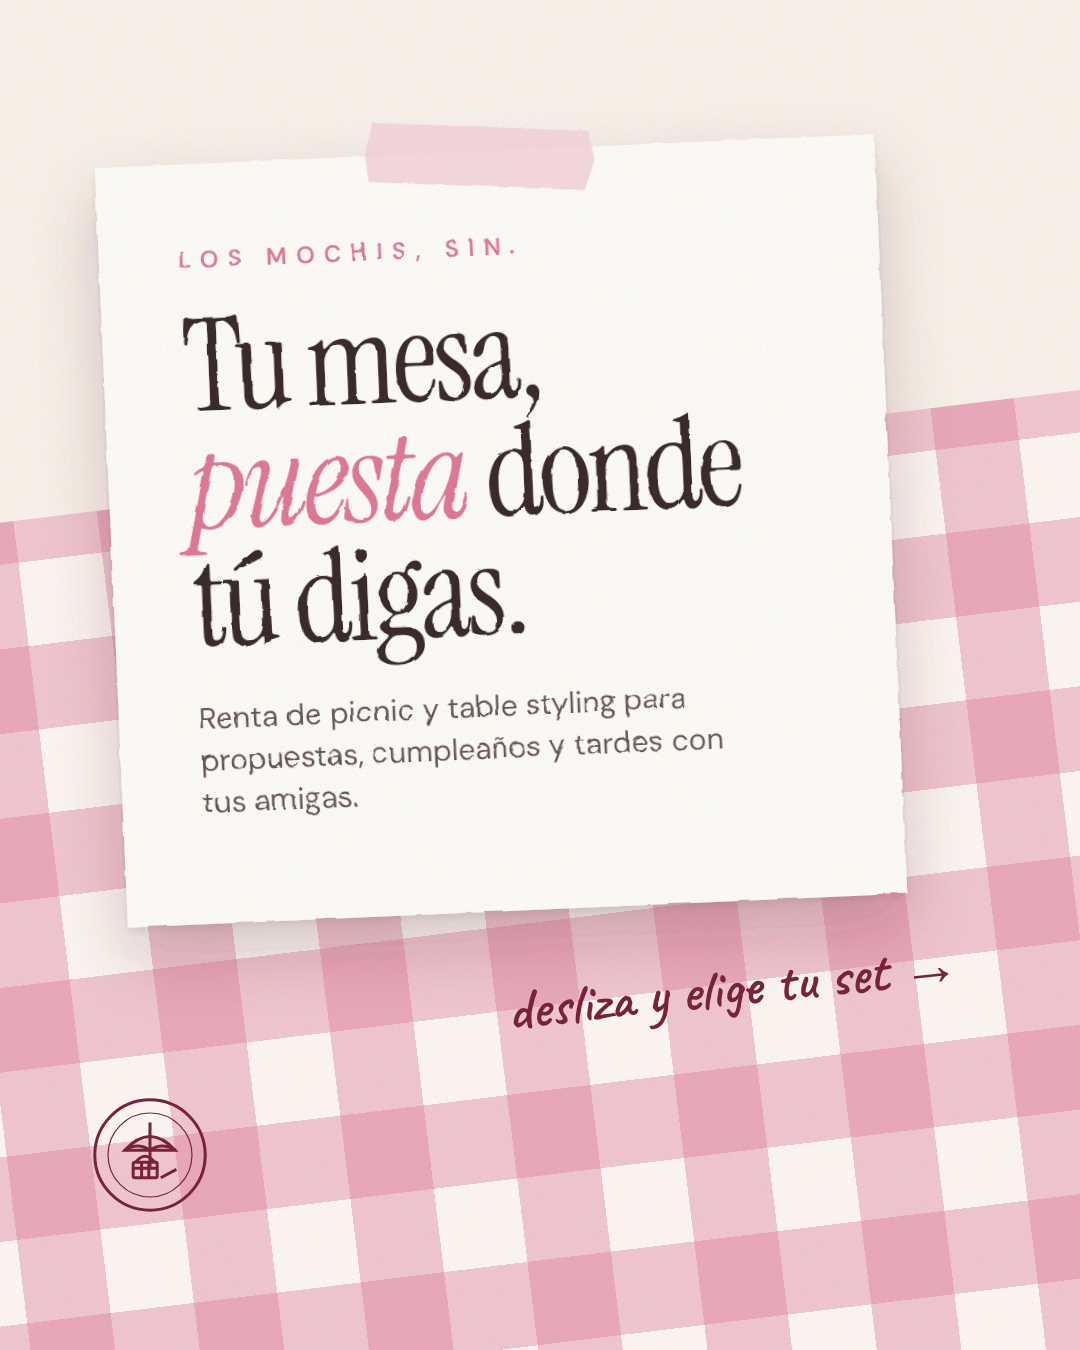 LOS MOCHIS, SIN.
Tu mesa,
puesta donde
tú digas.
Renta de picnic y table styling para
propuestas, cumpleaños y tardes con
tus amigas.
desliza y elige tu set →